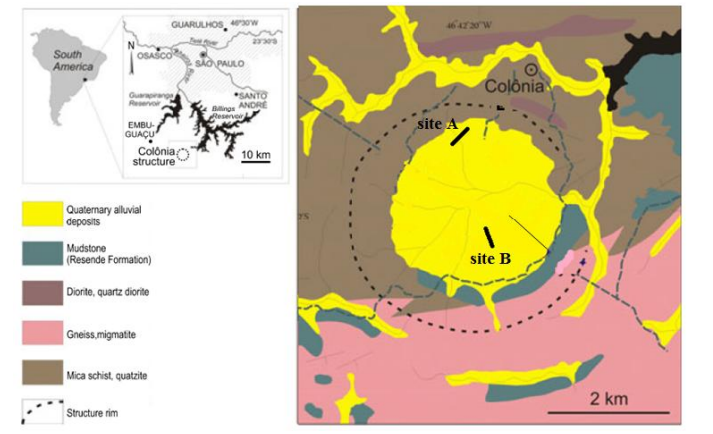 South
America
GUARULHOS
46°30'W
23°30'S
N
OSASCO
SÃO PAULO
SANTO
ANDRÉ
Guarapiranga
Reservoir
Billings
Reservoir
EMBU-
GUAÇU
Colônia
structure
10 km
Quaternary alluvial
deposits
Mudstone
(Resende Formation)
Diorite, quartz diorite
Gneiss,migmatite
Mica schist, quatzite
Structure rim
46°42'20"W
Colônia
site A
site B
2 km